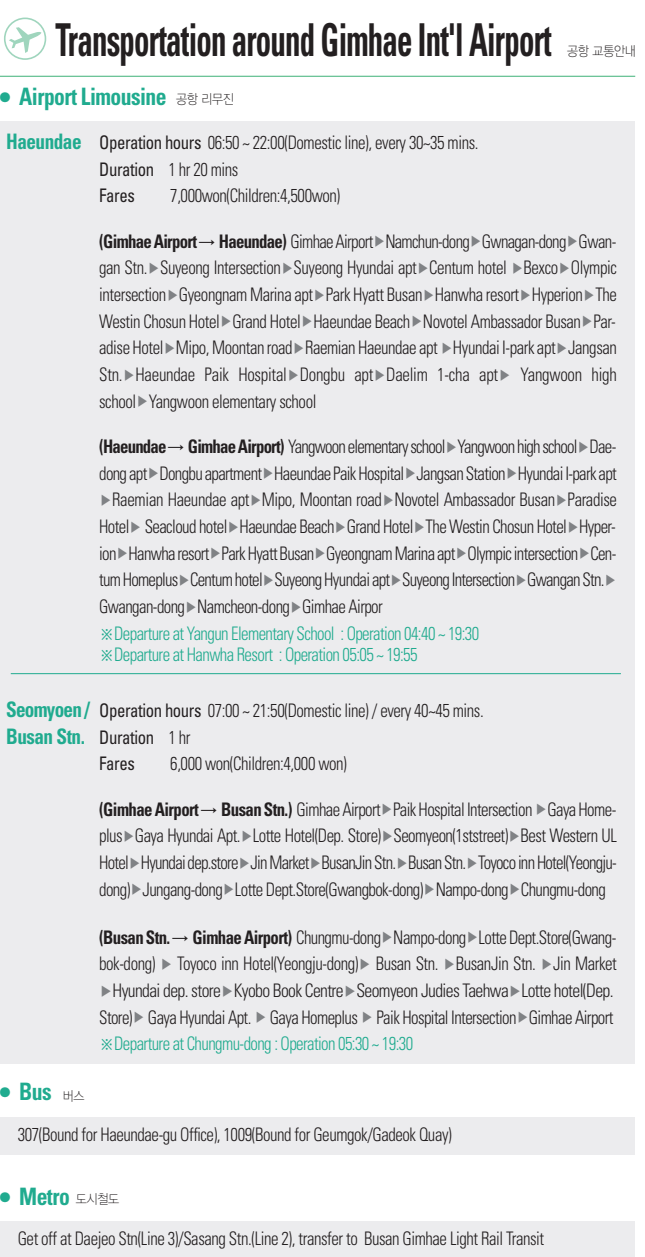 Transportation around Gimhae Int'l Airport 공항 교통안내
• Airport Limousine 공항 리무진
Haeundae Operation hours 06:50 ~ 22:00(Domestic line), every 30~35 mins.
Duration 1 hr 20 mins
Fares 7,000won(Children:4,500won)
(Gimhae Airport → Haeundae) Gimhae Airport▶Namchun-dong▶Gwnagan-dong▶Gwan-
gan Stn.▶Suyeong Intersection▶Suyeong Hyundai apt▶Centum hotel ▶Bexco▶Olympic
intersection▶Gyeongnam Marina apt▶Park Hyatt Busan▶Hanwha resort▶Hyperion▶The
Westin Chosun Hotel▶Grand Hotel▶Haeundae Beach▶Novotel Ambassador Busan▶Par-
adise Hotel▶Mipo, Moontan road▶Raemian Haeundae apt ▶Hyundai I-park apt▶Jangsan
Stn.▶Haeundae Paik Hospital▶Dongbu apt▶Daelim 1-cha apt▶ Yangwoon high
school▶Yangwoon elementary school
(Haeundae → Gimhae Airport) Yangwoon elementary school▶Yangwoon high school▶Dae-
dong apt▶Dongbu apartment▶Haeundae Paik Hospital▶Jangsan Station▶Hyundai I-park apt
▶Raemian Haeundae apt▶Mipo, Moontan road▶Novotel Ambassador Busan▶Paradise
Hotel▶ Seacloud hotel▶Haeundae Beach▶Grand Hotel▶The Westin Chosun Hotel▶Hyper-
ion▶Hanwha resort▶Park Hyatt Busan▶Gyeongnam Marina apt▶Olympic intersection▶Cen-
tum Homeplus▶Centum hotel▶Suyeong Hyundai apt▶Suyeong Intersection▶Gwangan Stn.▶
Gwangan-dong▶Namcheon-dong▶Gimhae Airpor
※Departure at Yangun Elementary School : Operation 04:40 ~ 19:30
※Departure at Hanwha Resort : Operation 05:05 ~ 19:55
Seomyoen / Operation hours 07:00 ~ 21:50(Domestic line) / every 40~45 mins.
Busan Stn. Duration 1 hr
Fares 6,000 won(Children:4,000 won)
(Gimhae Airport → Busan Stn.) Gimhae Airport▶Paik Hospital Intersection ▶Gaya Home-
plus▶Gaya Hyundai Apt.▶Lotte Hotel(Dep. Store)▶Seomyeon(1ststreet)▶Best Western UL
Hotel▶Hyundai dep.store▶Jin Market▶BusanJin Stn.▶Busan Stn.▶Toyoco inn Hotel(Yeongju-
dong)▶Jungang-dong▶Lotte Dept.Store(Gwangbok-dong)▶Nampo-dong▶Chungmu-dong
(Busan Stn. → Gimhae Airport) Chungmu-dong▶Nampo-dong▶Lotte Dept.Store(Gwang-
bok-dong) ▶ Toyoco inn Hotel(Yeongju-dong)▶ Busan Stn. ▶BusanJin Stn. ▶Jin Market
▶Hyundai dep. store▶Kyobo Book Centre▶Seomyeon Judies Taehwa▶Lotte hotel(Dep.
Store)▶ Gaya Hyundai Apt. ▶ Gaya Homeplus ▶ Paik Hospital Intersection▶Gimhae Airport
※Departure at Chungmu-dong : Operation 05:30 ~ 19:30
• Bus 버스
307(Bound for Haeundae-gu Office), 1009(Bound for Geumgok/Gadeok Quay)
• Metro 도시철도
Get off at Daejeo Stn(Line 3)/Sasang Stn.(Line 2), transfer to Busan Gimhae Light Rail Transit